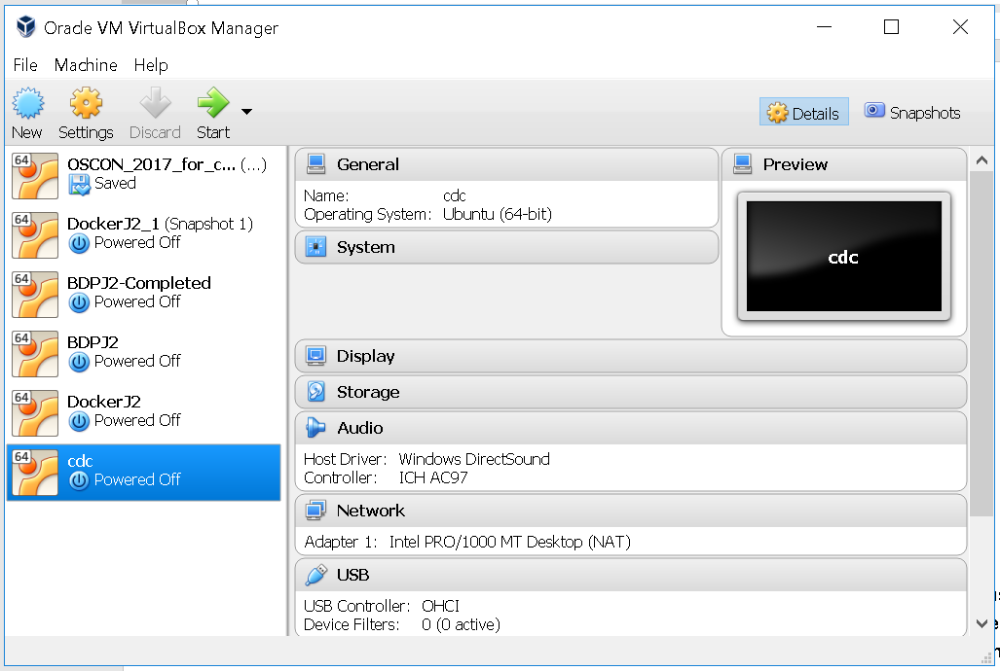 Oracle VM VirtualBox Manager
File Machine Help
New Settings Discard Start
Details Snapshots
64 OSCON_2017_for_c... (...)
Saved
64 DockerJ2_1 (Snapshot 1)
Powered Off
64 BDPJ2-Completed
Powered Off
64 BDPJ2
Powered Off
64 DockerJ2
Powered Off
64 cdc
Powered Off
General
Name: cdc
Operating System: Ubuntu (64-bit)
System
Preview
cdc
Display
Storage
Audio
Host Driver: Windows DirectSound
Controller: ICH AC97
Network
Adapter 1: Intel PRO/1000 MT Desktop (NAT)
USB
USB Controller: OHCI
Device Filters: 0 (0 active)